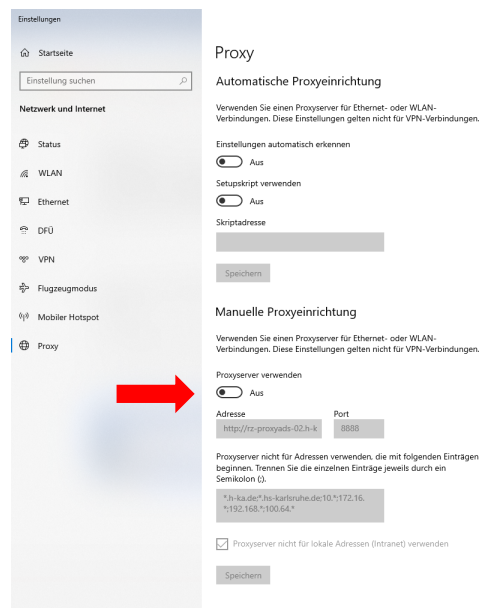 Einstellungen
Startseite
Einstellung suchen
Netzwerk und Internet
Status
WLAN
Ethernet
DFÜ
VPN
Flugzeugmodus
Mobiler Hotspot
Proxy
Proxy
Automatische Proxyeinrichtung
Verwenden Sie einen Proxyserver für Ethernet- oder WLAN-
Verbindungen. Diese Einstellungen gelten nicht für VPN-Verbindungen.
Einstellungen automatisch erkennen
Aus
Setupskript verwenden
Aus
Skriptadresse
Speichern
Manuelle Proxyeinrichtung
Verwenden Sie einen Proxyserver für Ethernet- oder WLAN-
Verbindungen. Diese Einstellungen gelten nicht für VPN-Verbindungen.
Proxyserver verwenden
Aus
Adresse Port
http://rz-proxyads-02.h-k 8888
Proxyserver nicht für Adressen verwenden, die mit folgenden Einträgen
beginnen. Trennen Sie die einzelnen Einträge jeweils durch ein
Semikolon (;).
*.h-ka.de;*.hs-karlsruhe.de;10.*;172.16.
*;192.168.*;100.64.*
Proxyserver nicht für lokale Adressen (Intranet) verwenden
Speichern